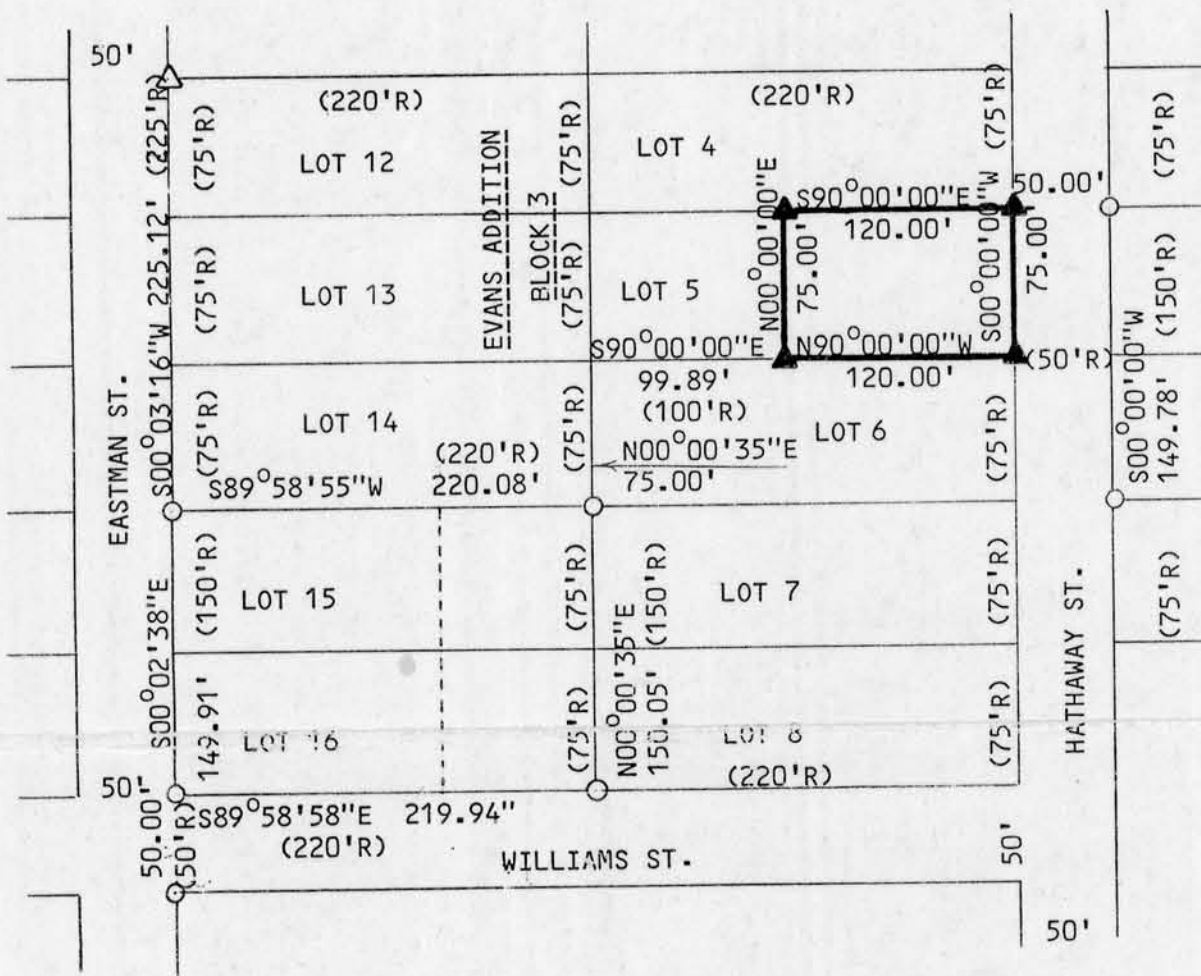 50'
(225'R)
S00°03'16"W 225.12'
(75'R)
(220'R)
LOT 12
EVANS ADDITION
BLOCK 3
(75'R)
(220'R)
LOT 4
(75'R)
(75'R)
N00°00'00"E
75.00'
S90°00'00"E
120.00'
S00°00'00"W
75.00'
50.00'
(75'R)
LOT 13
(75'R)
LOT 5
S90°00'00"E
99.89'
(100'R)
N90°00'00"W
120.00'
(50'R)
(150'R)
S00°00'00"W
149.78'
EASTMAN ST.
(75'R)
LOT 14
(220'R)
(75'R)
N00°00'35"E
75.00'
LOT 6
(75'R)
S89°58'55"W
220.08'
S00°02'38"E
149.91'
(150'R)
LOT 15
(75'R)
N00°00'35"E
150.05'
(150'R)
LOT 7
(75'R)
HATHAWAY ST.
(75'R)
LOT 16
(75'R)
LOT 8
(220'R)
(75'R)
50'
50.00'
(50'R)
S89°58'58"E
219.94"
(220'R)
WILLIAMS ST.
50'
50'